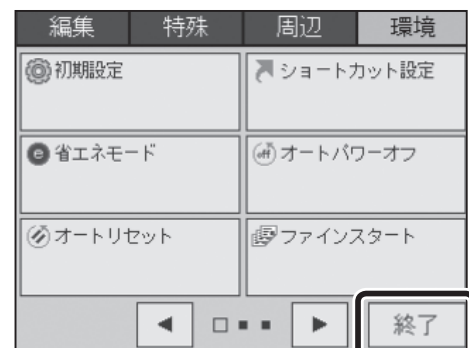 編集 特殊 周辺 環境
初期設定 ショートカット設定
省エネモード オートパワーオフ
オートリセット ファインスタート
終了